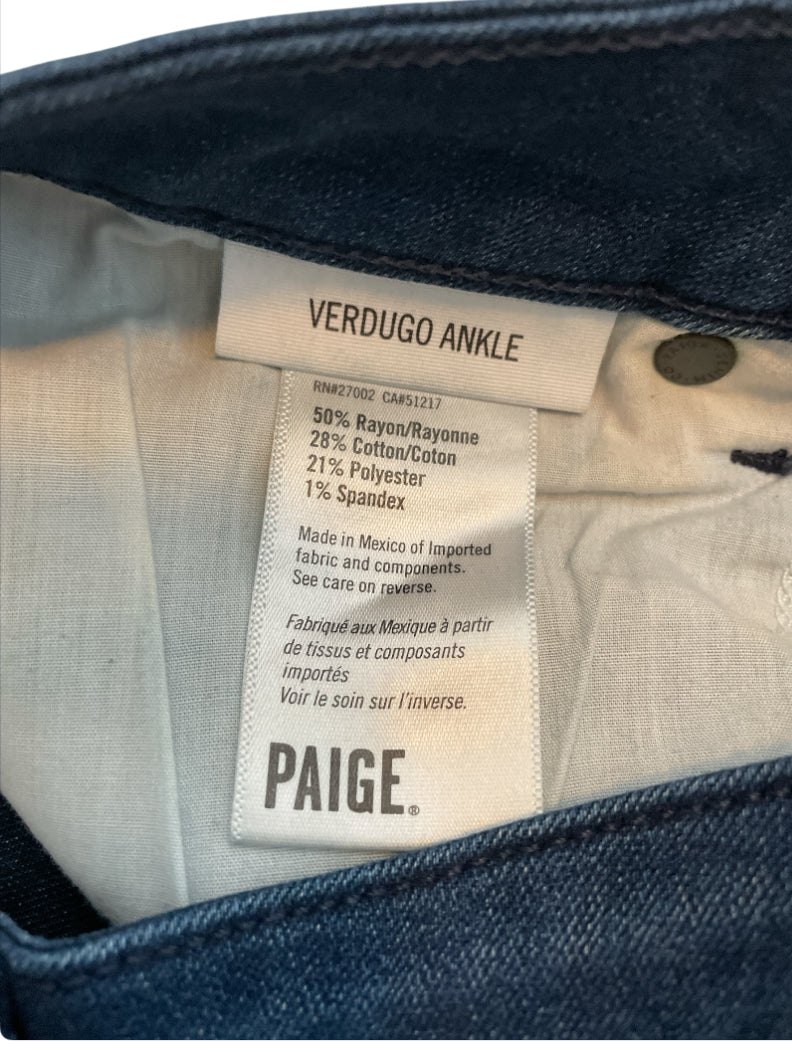 VERDUGO ANKLE
RN#27002 CA#51217
50% Rayon/Rayonne
28% Cotton/Coton
21% Polyester
1% Spandex
Made in Mexico of Imported
fabric and components.
See care on reverse.
Fabriqué aux Mexique à partir
de tissus et composants
importés
Voir le soin sur l'inverse.
PAIGE®